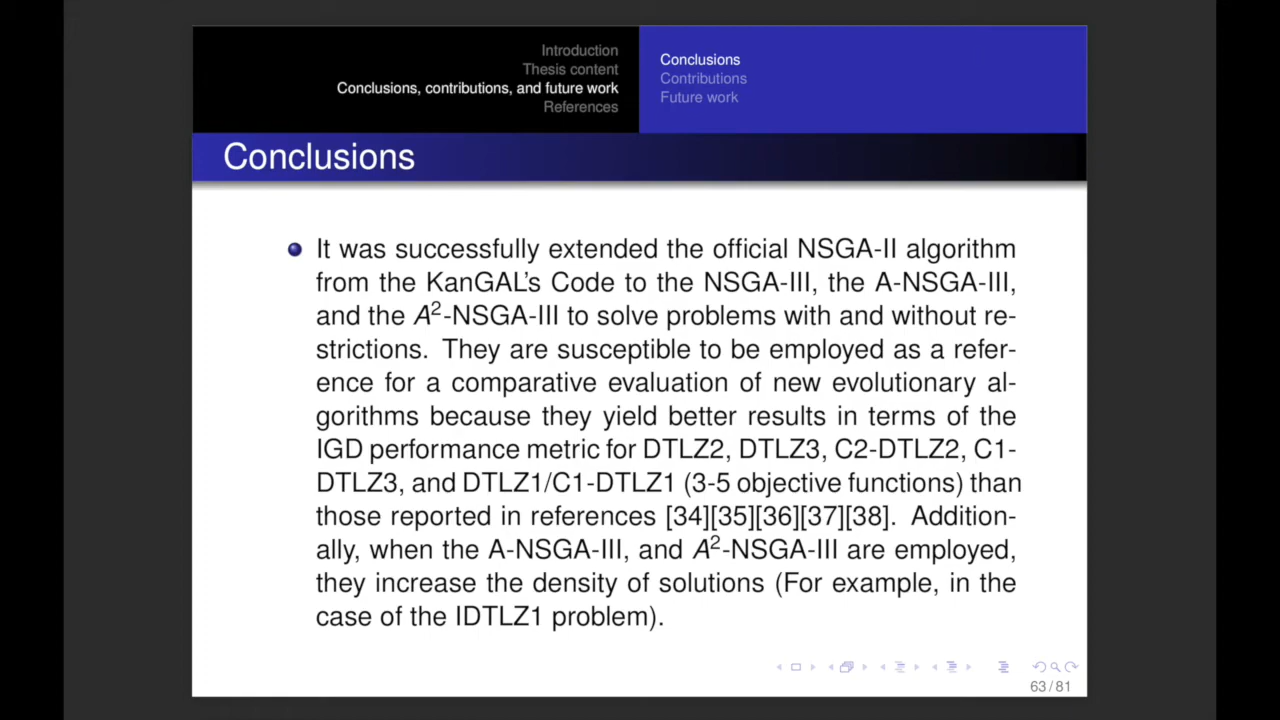 Introduction
Thesis content
Conclusions, contributions, and future work
References
Conclusions
Contributions
Future work
Conclusions
It was successfully extended the official NSGA-II algorithm
from the KanGAL's Code to the NSGA-III, the A-NSGA-III,
and the A²-NSGA-III to solve problems with and without re-
strictions. They are susceptible to be employed as a refer-
ence for a comparative evaluation of new evolutionary al-
gorithms because they yield better results in terms of the
IGD performance metric for DTLZ2, DTLZ3, C2-DTLZ2, C1-
DTLZ3, and DTLZ1/C1-DTLZ1 (3-5 objective functions) than
those reported in references [34][35][36][37][38]. Addition-
ally, when the A-NSGA-III, and A²-NSGA-III are employed,
they increase the density of solutions (For example, in the
case of the IDTLZ1 problem).
63/81